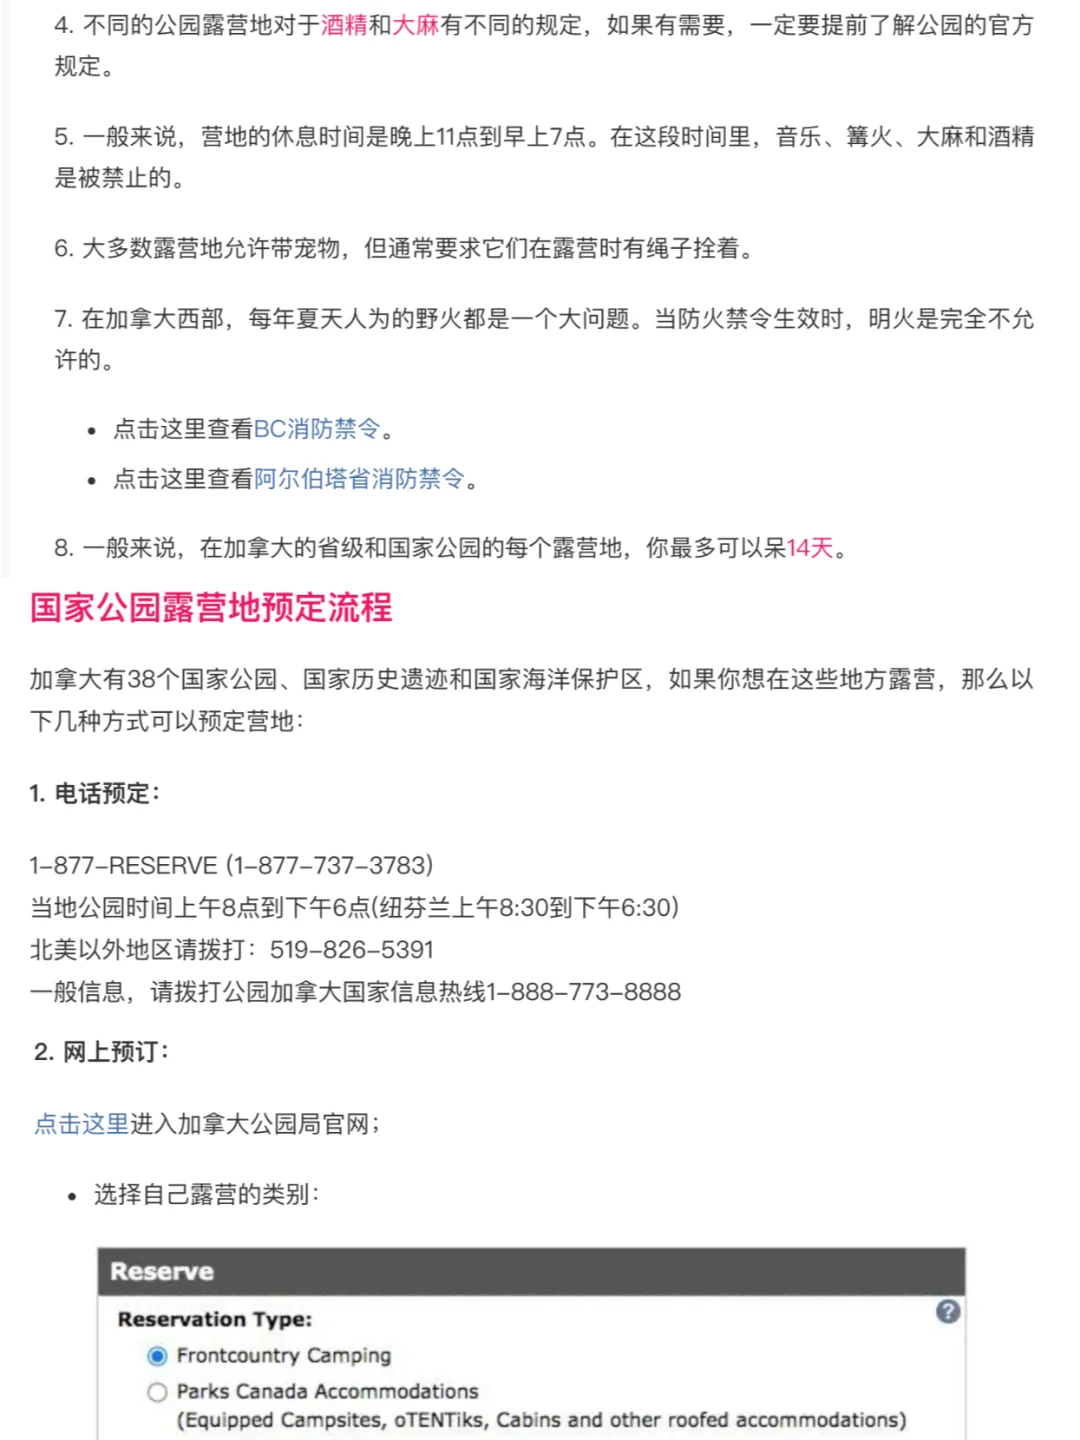 4. 不同的公园露营地对于酒精和大麻有不同的规定，如果有需要，一定要提前了解公园的官方
规定。
5. 一般来说，营地的休息时间是晚上11点到早上7点。在这段时间里，音乐、篝火、大麻和酒精
是被禁止的。
6. 大多数露营地允许带宠物，但通常要求它们在露营时有绳子拴着。
7. 在加拿大西部，每年夏天人为的野火都是一个大问题。当防火禁令生效时，明火是完全不允
许的。
• 点击这里查看BC消防禁令。
• 点击这里查看阿尔伯塔省消防禁令。
8. 一般来说，在加拿大的省级和国家公园的每个露营地，你最多可以呆14天。
国家公园露营地预定流程
加拿大有38个国家公园、国家历史遗迹和国家海洋保护区，如果你想在这些地方露营，那么以
下几种方式可以预定营地：
1. 电话预定：
1-877-RESERVE (1-877-737-3783)
当地公园时间上午8点到下午6点(纽芬兰上午8:30到下午6:30)
北美以外地区请拨打：519-826-5391
一般信息，请拨打公园加拿大国家信息热线1-888-773-8888
2. 网上预订：
点击这里进入加拿大公园局官网；
• 选择自己露营的类别：
Reserve
Reservation Type:
?
Frontcountry Camping
Parks Canada Accommodations
(Equipped Campsites, oTENTiks, Cabins and other roofed accommodations)